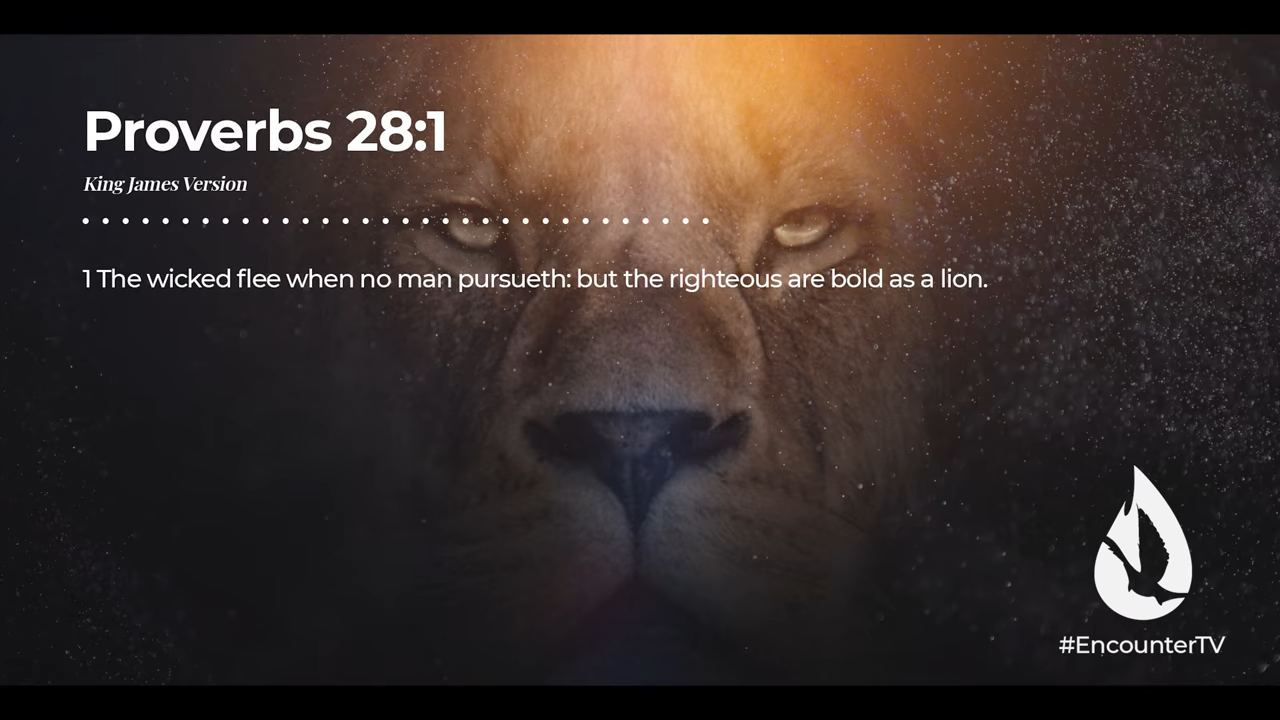 Proverbs 28:1
King James Version
1 The wicked flee when no man pursueth: but the righteous are bold as a lion.
#EncounterTV